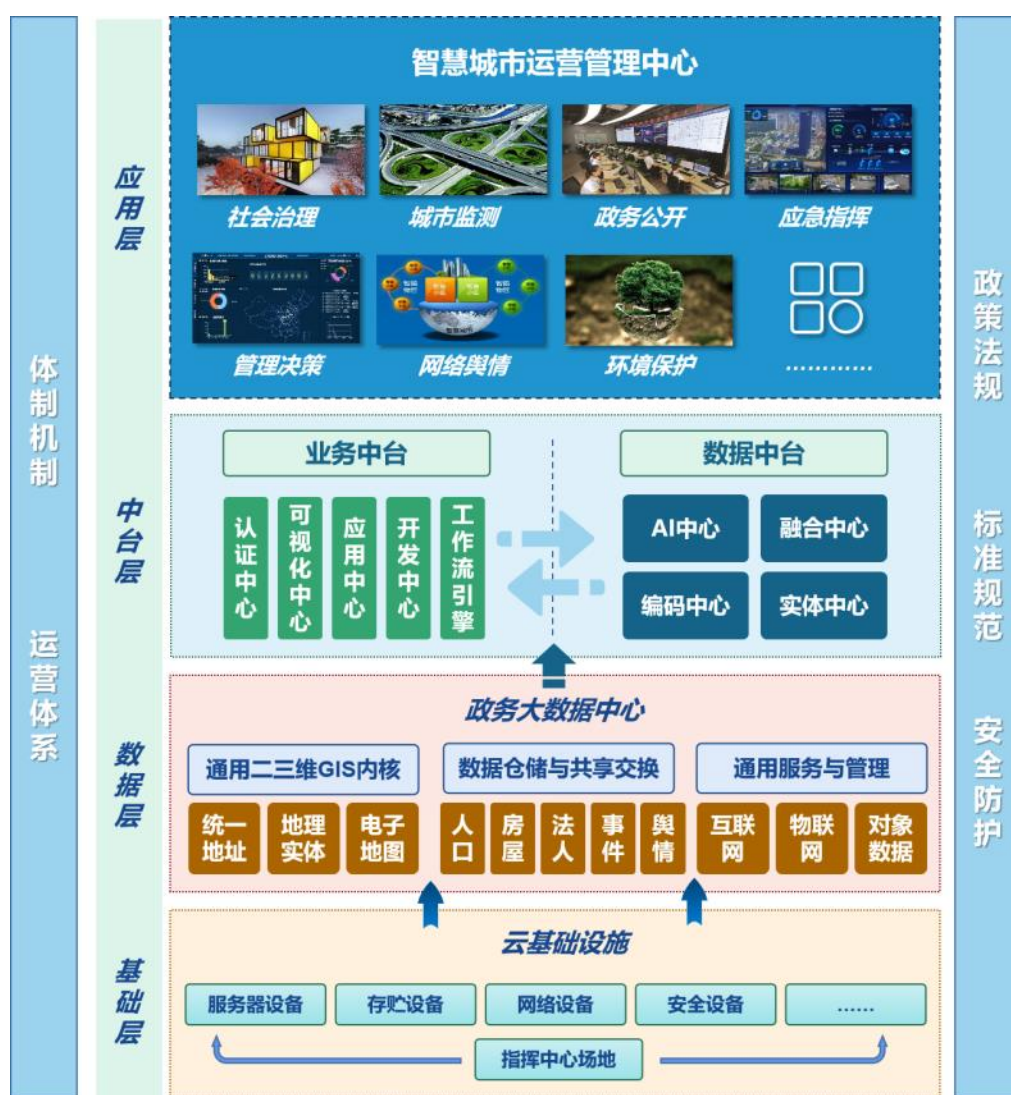 智慧城市运营管理中心
应用层
社会治理
城市监测
政务公开
应急指挥
管理决策
网络舆情
环境保护
…………
体制机制
运营体系
政策法规
标准规范
安全防护
中台层
业务中台
数据中台
认证中心
可视化中心
应用中心
开发中心
工作流引擎
AI中心
融合中心
编码中心
实体中心
数据层
政务大数据中心
通用二三维GIS内核
数据仓储与共享交换
通用服务与管理
统一地址
地理实体
电子地图
人口
房屋
法人
事件
舆情
互联网
物联网
对象数据
基础层
云基础设施
服务器设备
存贮设备
网络设备
安全设备
……
指挥中心场地